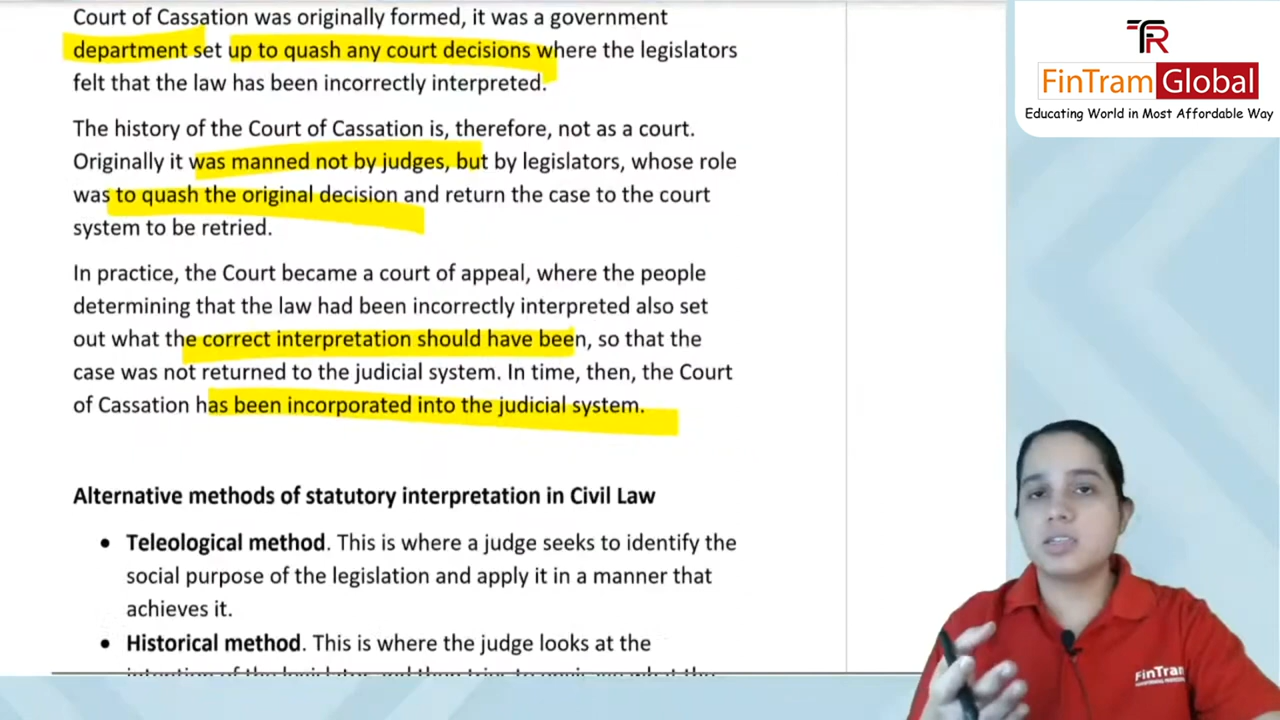 Court of Cassation was originally formed, it was a government
department set up to quash any court decisions where the legislators
felt that the law has been incorrectly interpreted.
The history of the Court of Cassation is, therefore, not as a court.
Originally it was manned not by judges, but by legislators, whose role
was to quash the original decision and return the case to the court
system to be retried.
In practice, the Court became a court of appeal, where the people
determining that the law had been incorrectly interpreted also set
out what the correct interpretation should have been, so that the
case was not returned to the judicial system. In time, then, the Court
of Cassation has been incorporated into the judicial system.
Alternative methods of statutory interpretation in Civil Law
• Teleological method. This is where a judge seeks to identify the
social purpose of the legislation and apply it in a manner that
achieves it.
• Historical method. This is where the judge looks at the
FinTram Global
Educating World in Most Affordable Way
FinTra